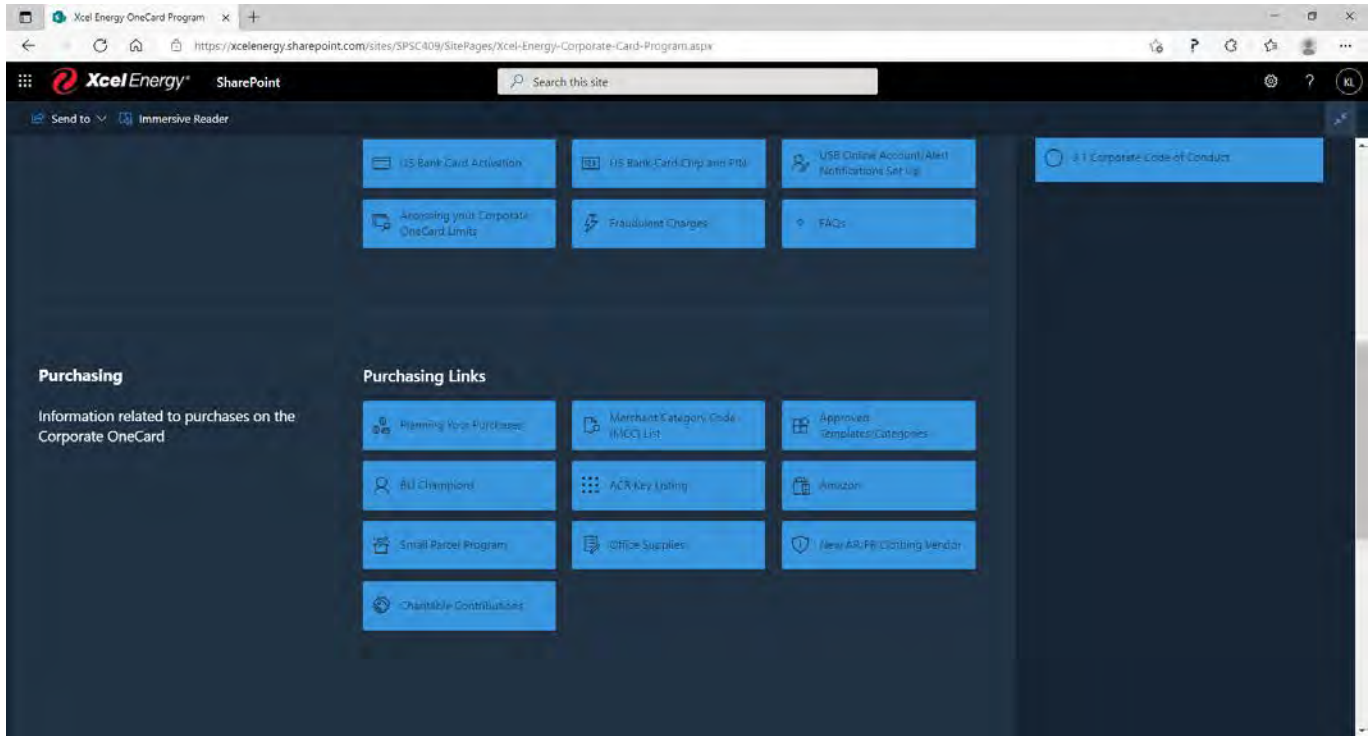 Xcel Energy OneCard Program
https://xcelenergy.sharepoint.com/sites/SPSC409/SitePages/Xcel-Energy-Corporate-Card-Program.aspx
Xcel Energy® SharePoint
Search this site
KL
Send to
Immersive Reader
US Bank Card Activation
US Bank Card Chip and PIN
USB Online Account/Alert
Notifications Set Up
Accessing your Corporate
OneCard Limits
Fraudulent Charges
FAQs
9.1 Corporate Code of Conduct
Purchasing
Information related to purchases on the
Corporate OneCard
Purchasing Links
Planning Your Purchases
Merchant Category Code
(MCC) List
Approved
Templates/Categories
BU Champions
ACR Key Listing
Amazon
Small Parcel Program
Office Supplies
New AR/FR Clothing Vendor
Charitable Contributions